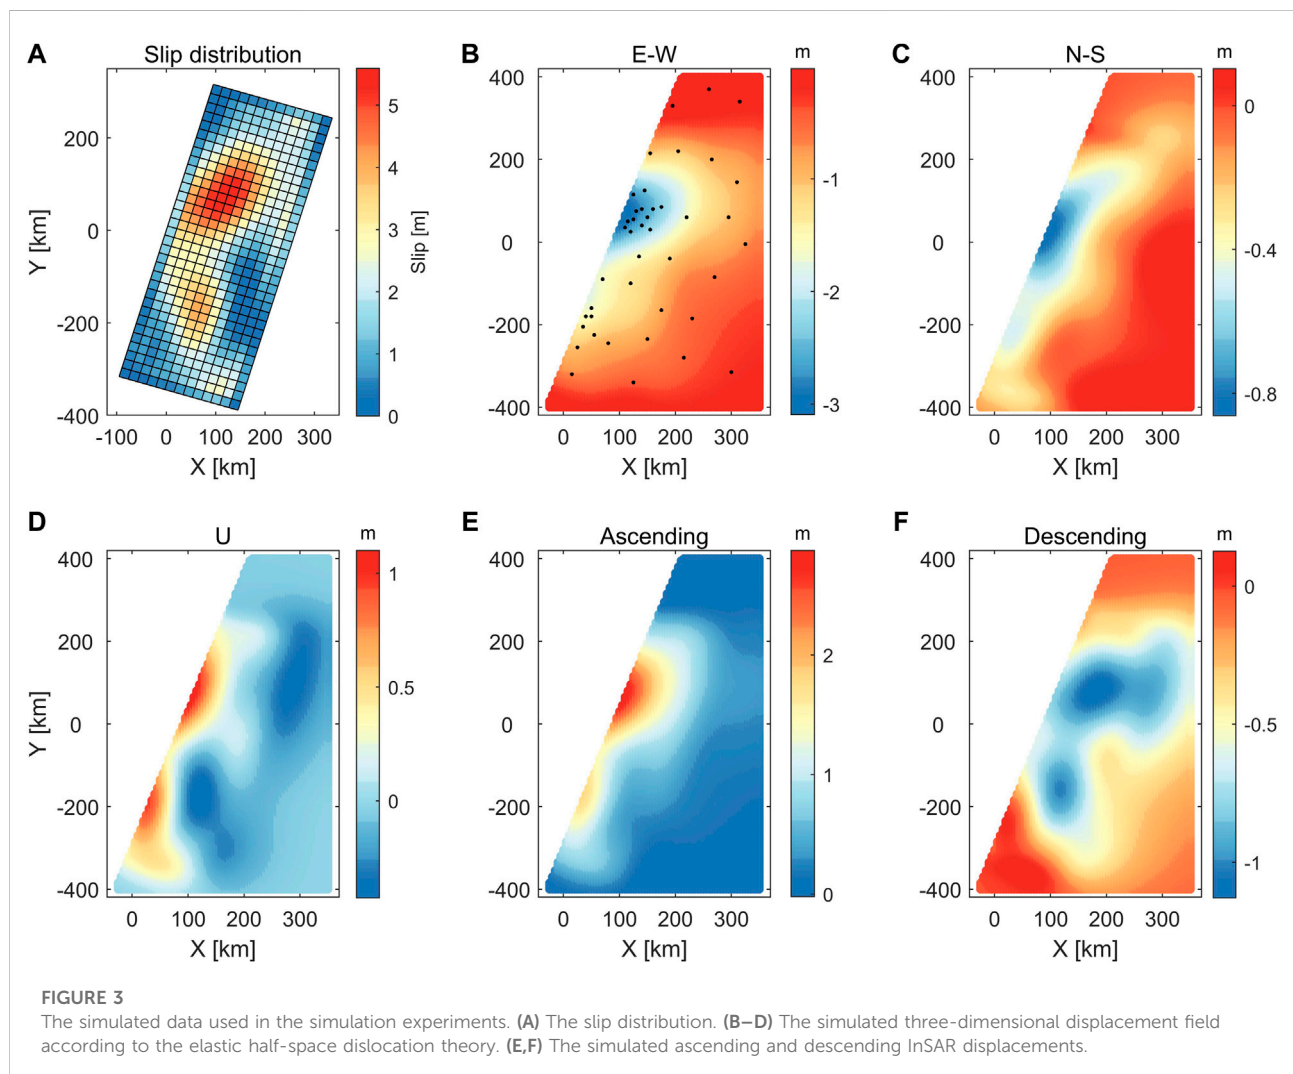 A
Slip distribution
200
0
-200
-400
-100 0 100 200 300
X [km]
Y [km]
5
4
3
2
1
0
Slip [m]
B
E-W
m
400
200
0
-200
-400
0 100 200 300
X [km]
-1
-2
-3
C
N-S
m
400
200
0
-200
-400
0 100 200 300
X [km]
0
-0.4
-0.8
D
U
m
400
200
0
-200
-400
0 100 200 300
X [km]
Y [km]
1
0.5
0
E
Ascending
m
400
200
0
-200
-400
0 100 200 300
X [km]
2
1
0
F
Descending
m
400
200
0
-200
-400
0 100 200 300
X [km]
0
-0.5
-1
FIGURE 3
The simulated data used in the simulation experiments. (A) The slip distribution. (B–D) The simulated three-dimensional displacement field
according to the elastic half-space dislocation theory. (E,F) The simulated ascending and descending InSAR displacements.